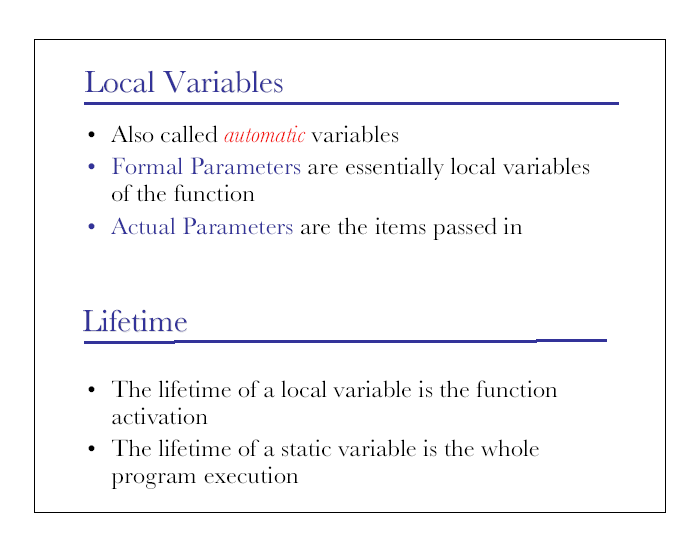 Local Variables
• Also called automatic variables
• Formal Parameters are essentially local variables
of the function
• Actual Parameters are the items passed in
Lifetime
• The lifetime of a local variable is the function
activation
• The lifetime of a static variable is the whole
program execution